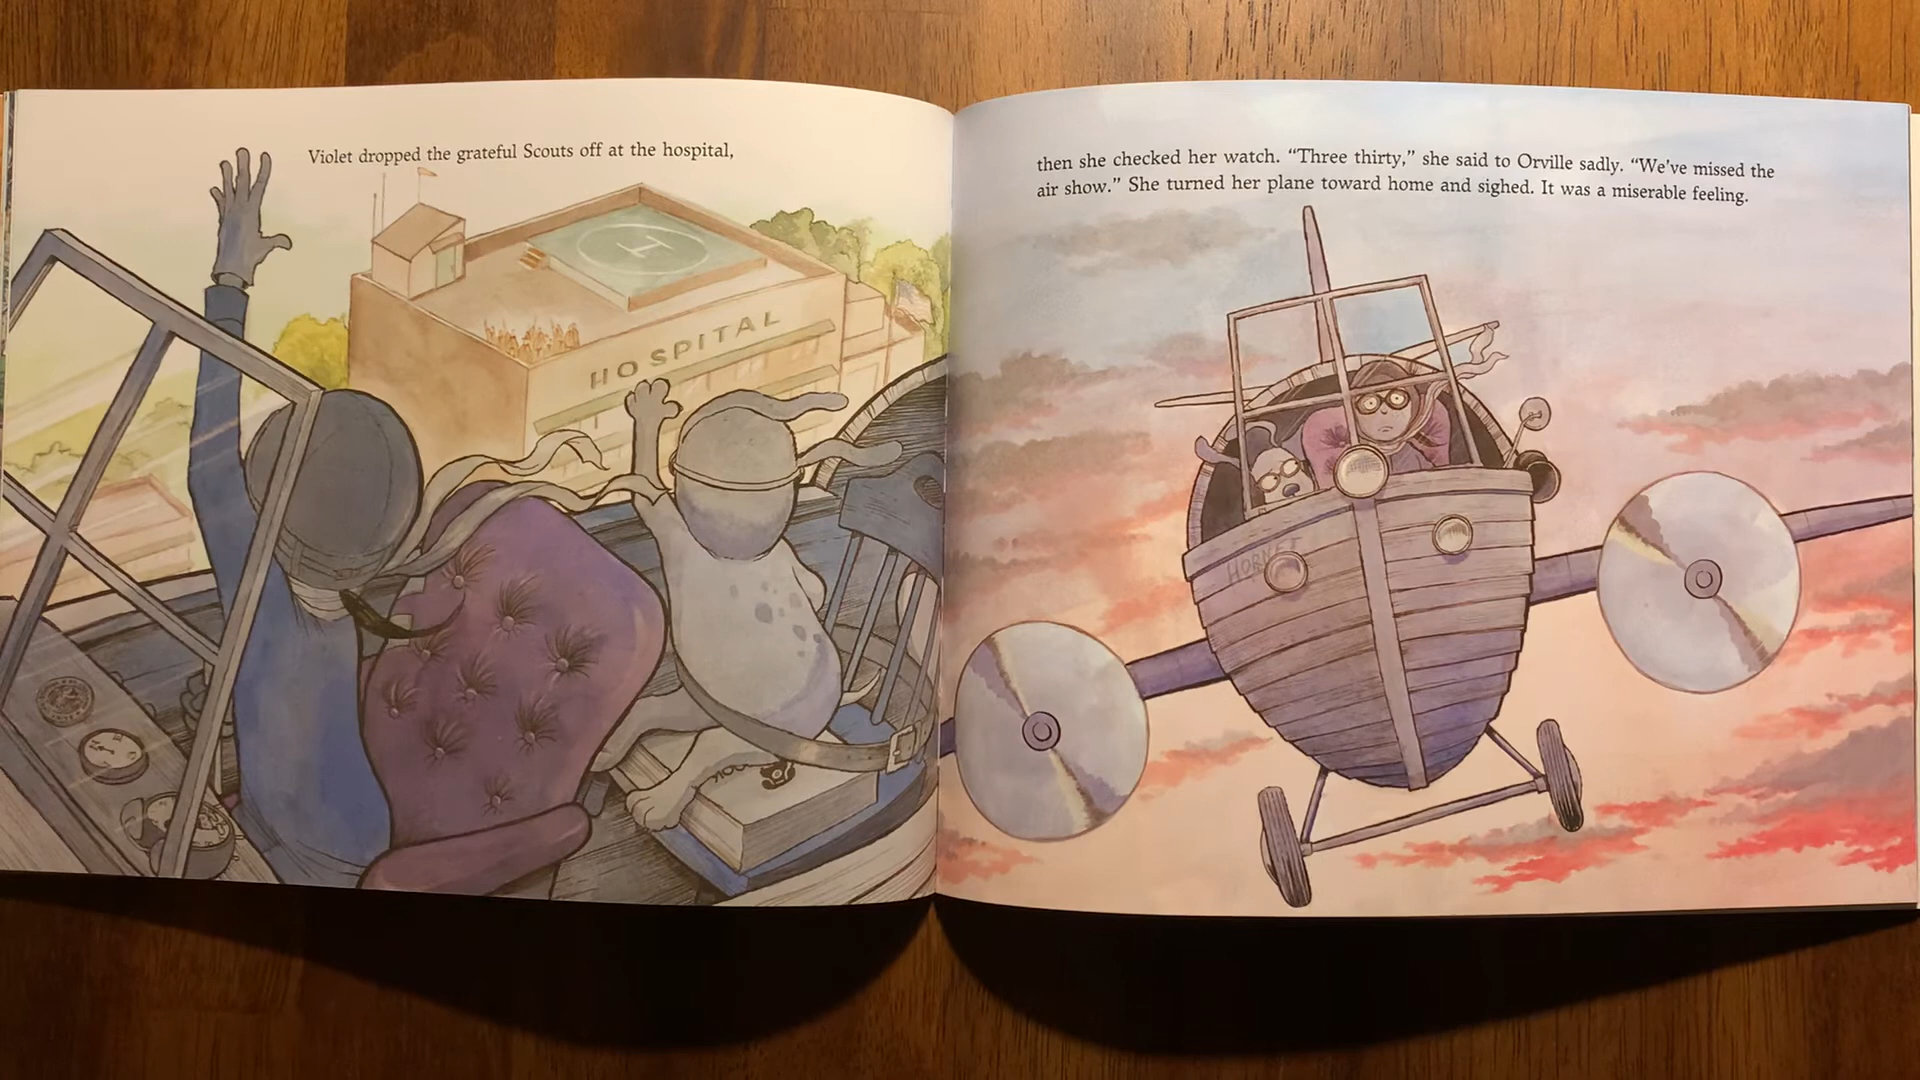 Violet dropped the grateful Scouts off at the hospital,
H
HOSPITAL
then she checked her watch. “Three thirty,” she said to Orville sadly. “We’ve missed the
air show.” She turned her plane toward home and sighed. It was a miserable feeling.
HORNET